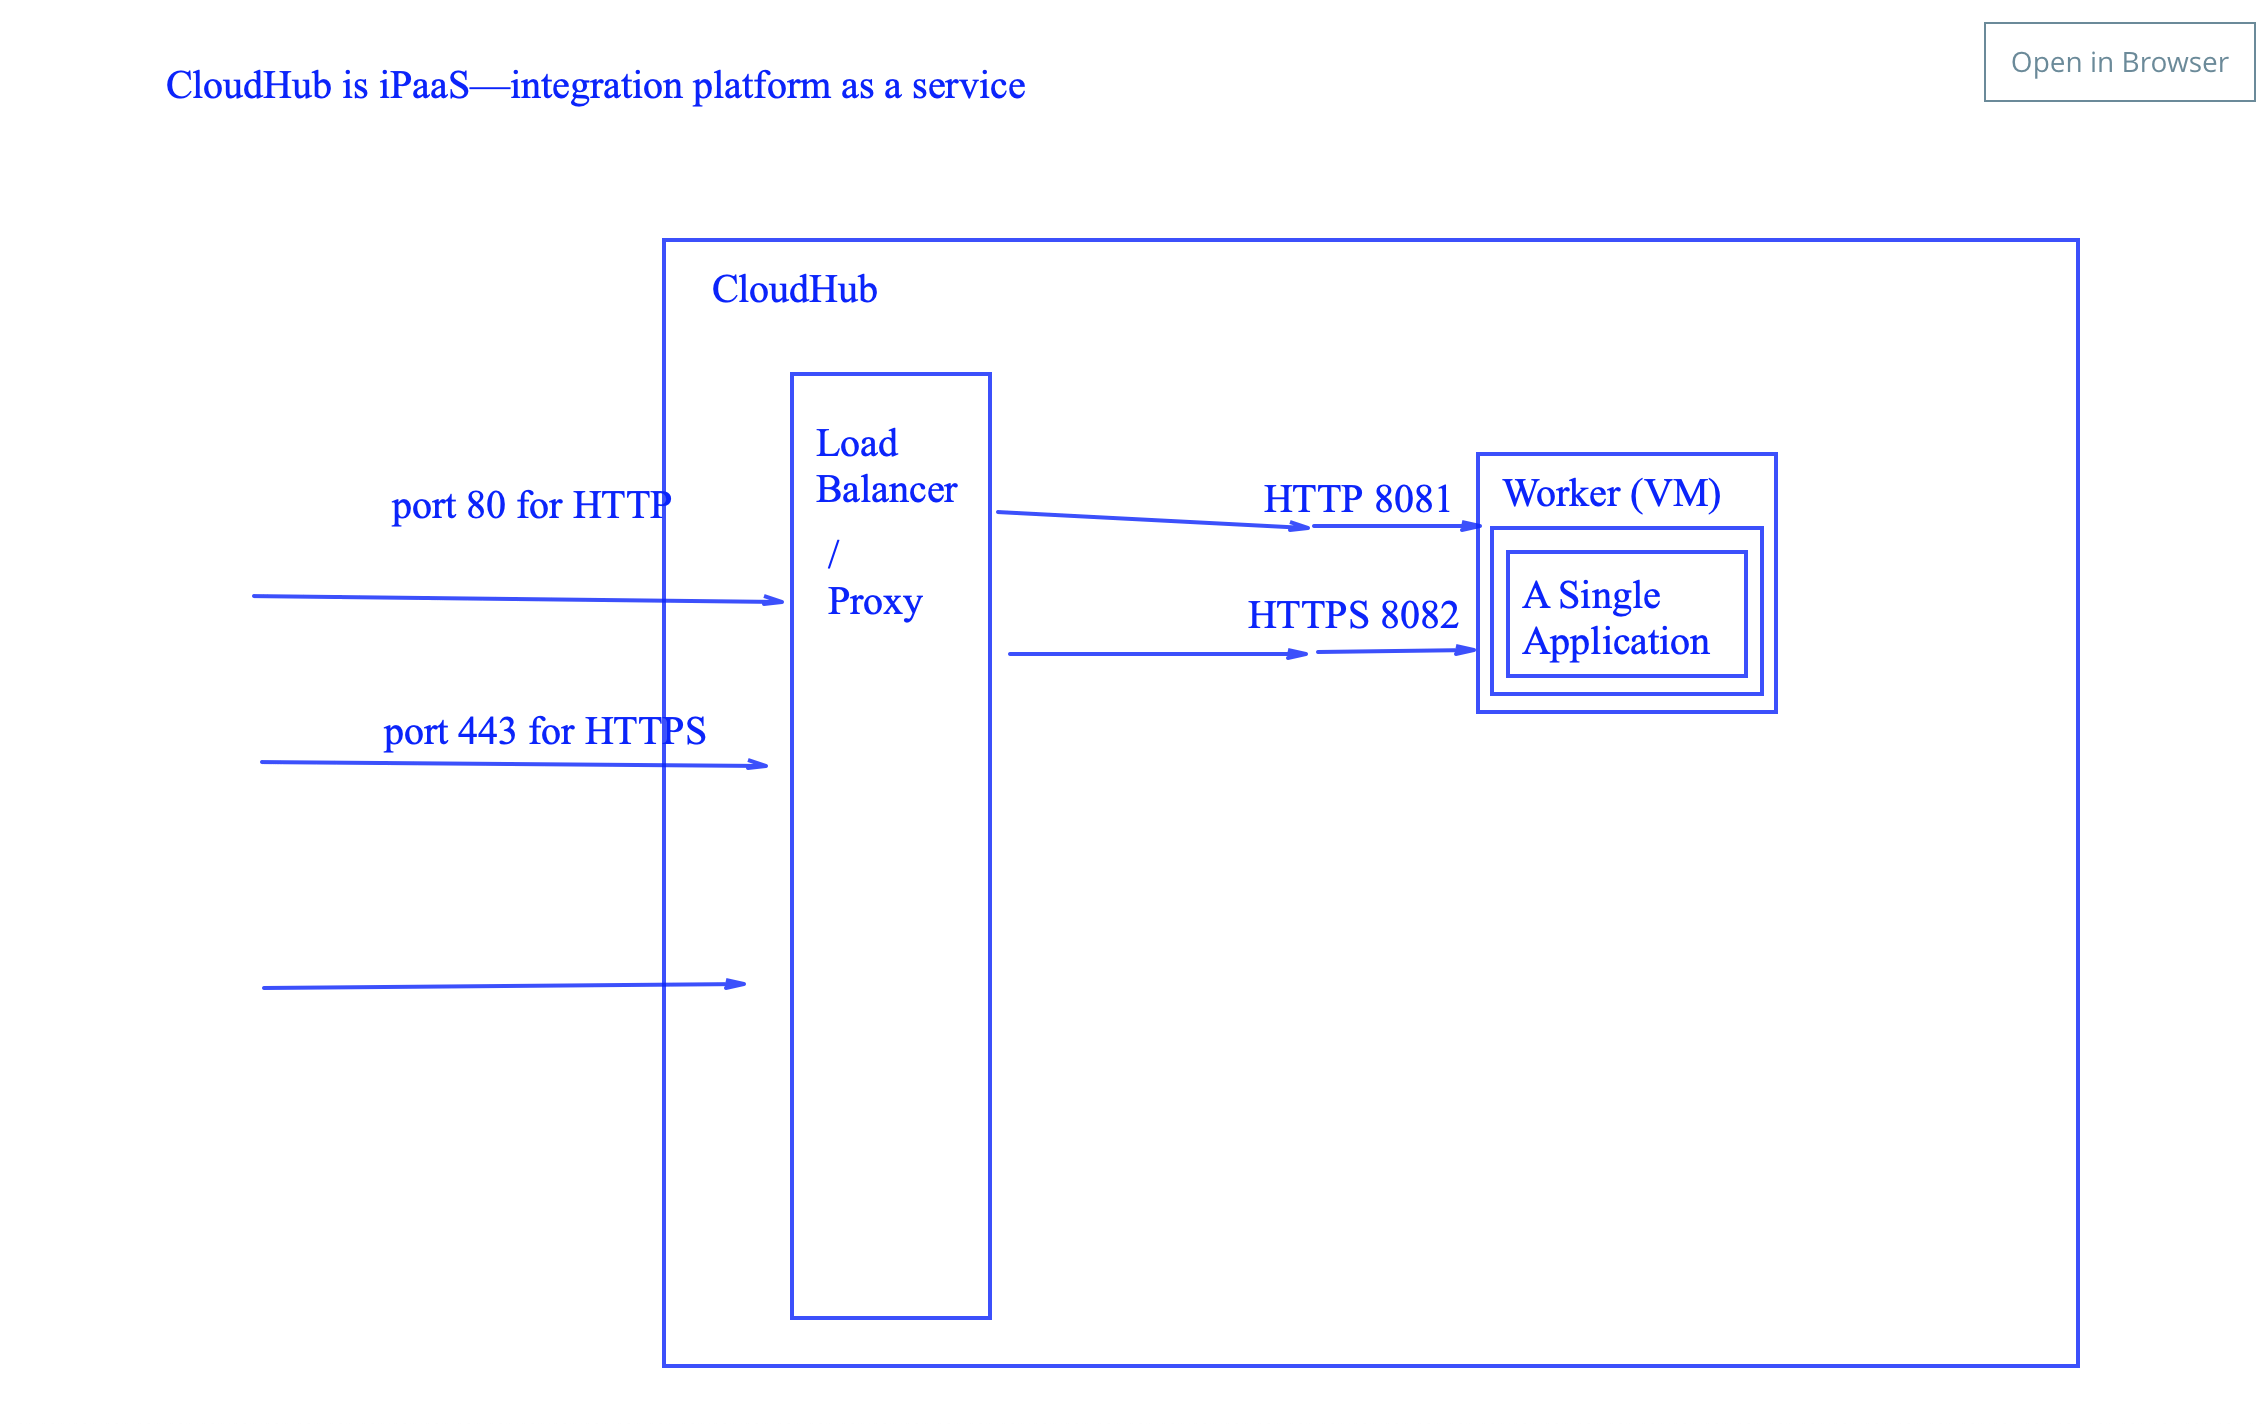 Open in Browser
CloudHub is iPaaS—integration platform as a service
CloudHub
Load
Balancer
/
Proxy
port 80 for HTTP
port 443 for HTTPS
HTTP 8081
HTTPS 8082
Worker (VM)
A Single
Application